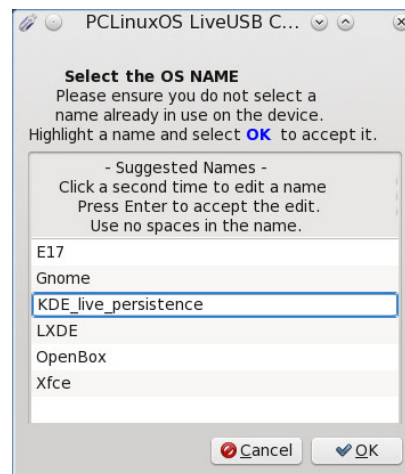 PCLinuxOS LiveUSB C...
Select the OS NAME
Please ensure you do not select a
name already in use on the device.
Highlight a name and select OK to accept it.
- Suggested Names -
Click a second time to edit a name
Press Enter to accept the edit.
Use no spaces in the name.
E17
Gnome
KDE_live_persistence
LXDE
OpenBox
Xfce
Cancel OK